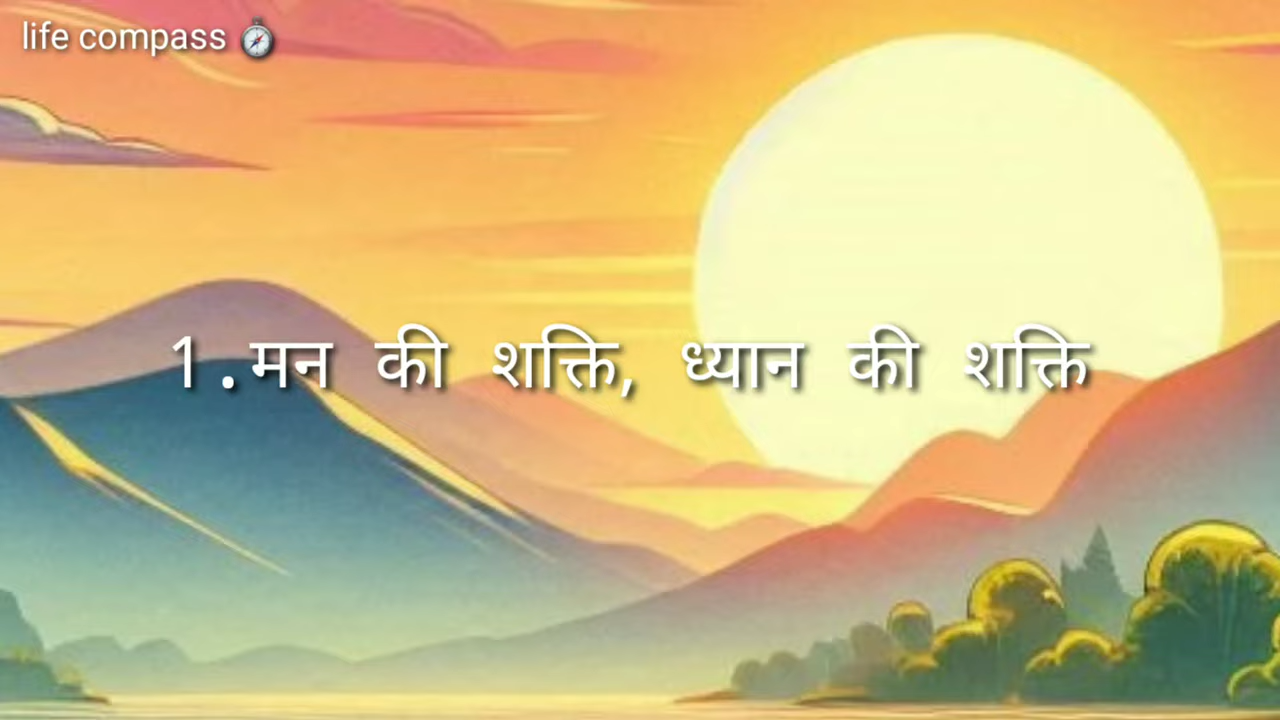 life compass 🧭
1.मन की शक्ति, ध्यान की शक्ति